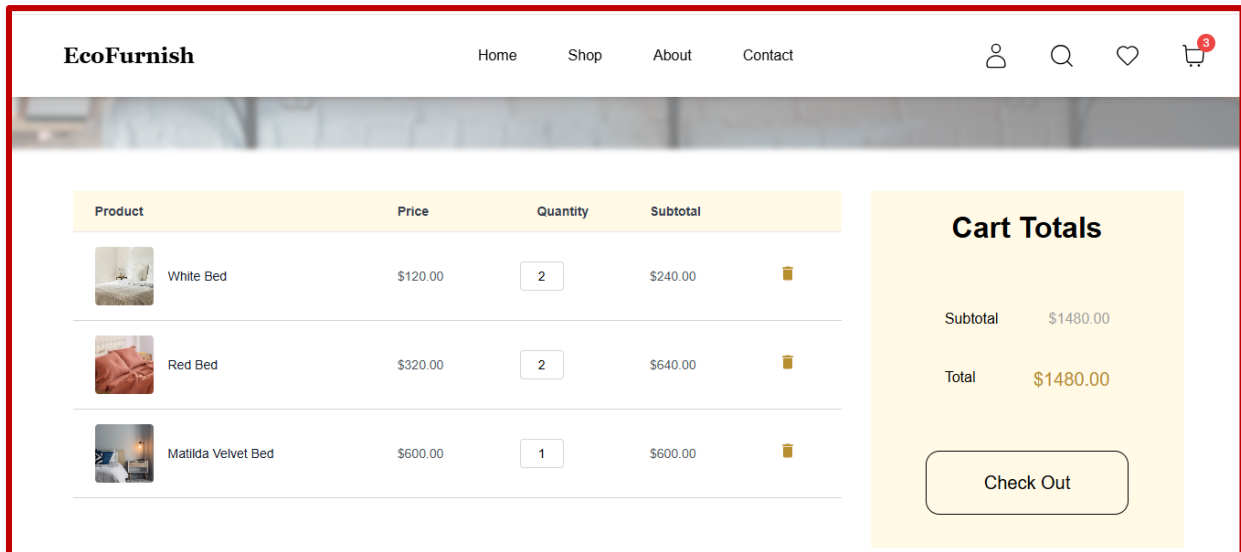 EcoFurnish Home Shop About Contact 3
Product Price Quantity Subtotal
White Bed $120.00 2 $240.00
Red Bed $320.00 2 $640.00
Matilda Velvet Bed $600.00 1 $600.00
Cart Totals
Subtotal $1480.00
Total $1480.00
Check Out